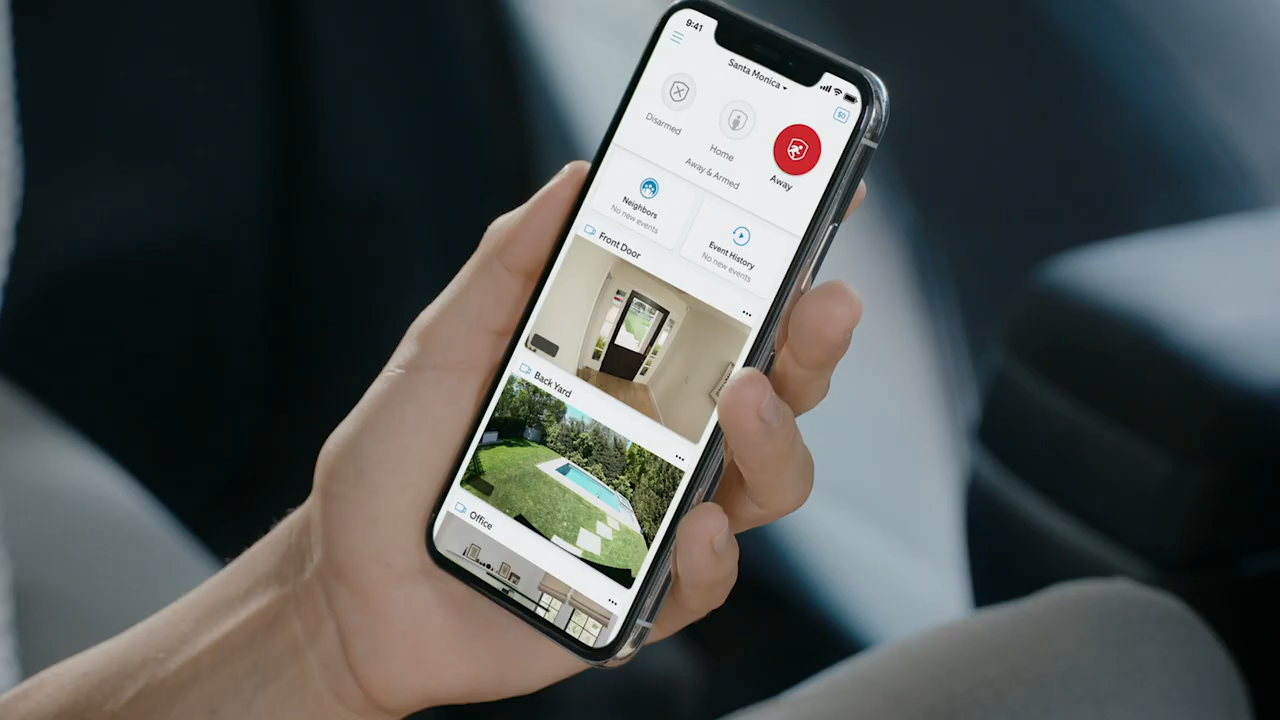 9:41
Santa Monica
Disarmed
Home
Away
Away & Armed
Neighbors
No new events
Event History
No new events
Front Door
Back Yard
Office